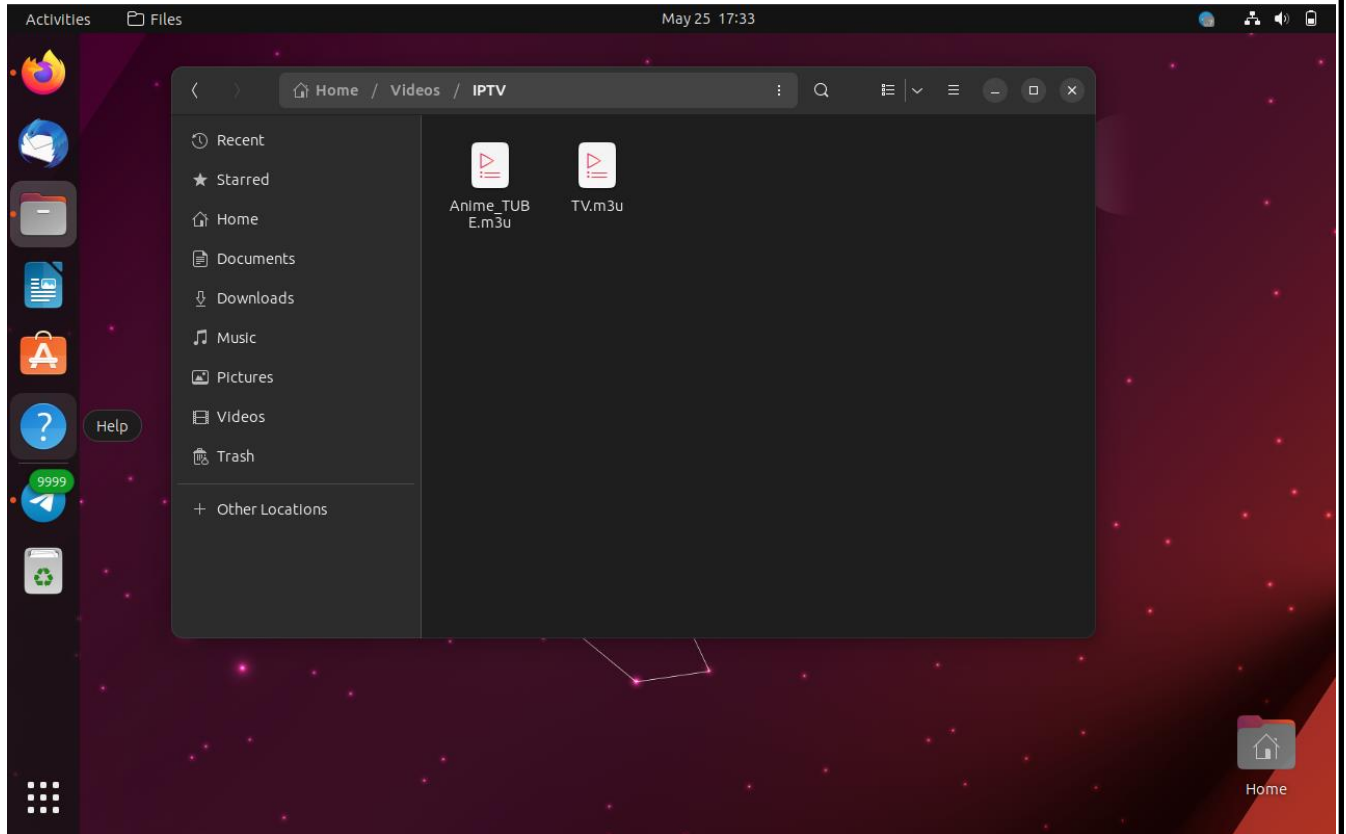 Activities Files May 25 17:33
Home / Videos / IPTV
Recent
Starred
Home
Documents
Downloads
Music
Pictures
Videos
Trash
+ Other Locations
Anime_TUB
E.m3u
TV.m3u
Help
9999
Home